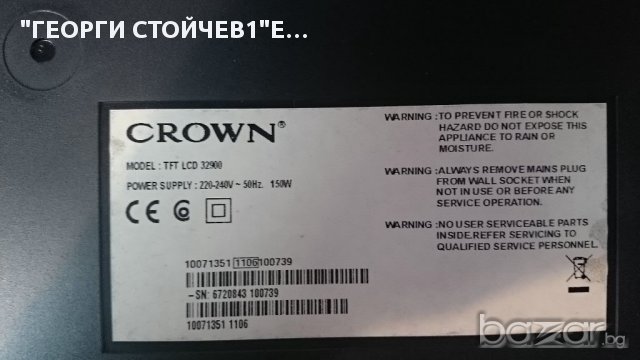 "ГЕОРГИ СТОЙЧЕВ1"Е...
CROWN®
MODEL : TFT LCD 32900
POWER SUPPLY : 220-240V ~ 50Hz. 150W
CE
10071351 1106 100739
-SN: 6720843 100739
10071351 1106
WARNING :TO PREVENT FIRE OR SHOCK
HAZARD DO NOT EXPOSE THIS
APPLIANCE TO RAIN OR
MOISTURE.
WARNING :ALWAYS REMOVE MAINS PLUG
FROM WALL SOCKET WHEN
NOT IN USE OR BEFORE ANY
SERVICE OPERATION.
WARNING :NO USER SERVICEABLE PARTS
INSIDE.REFER SERVICING TO
QUALIFIED SERVICE PERSONNEL.
bazar.bg